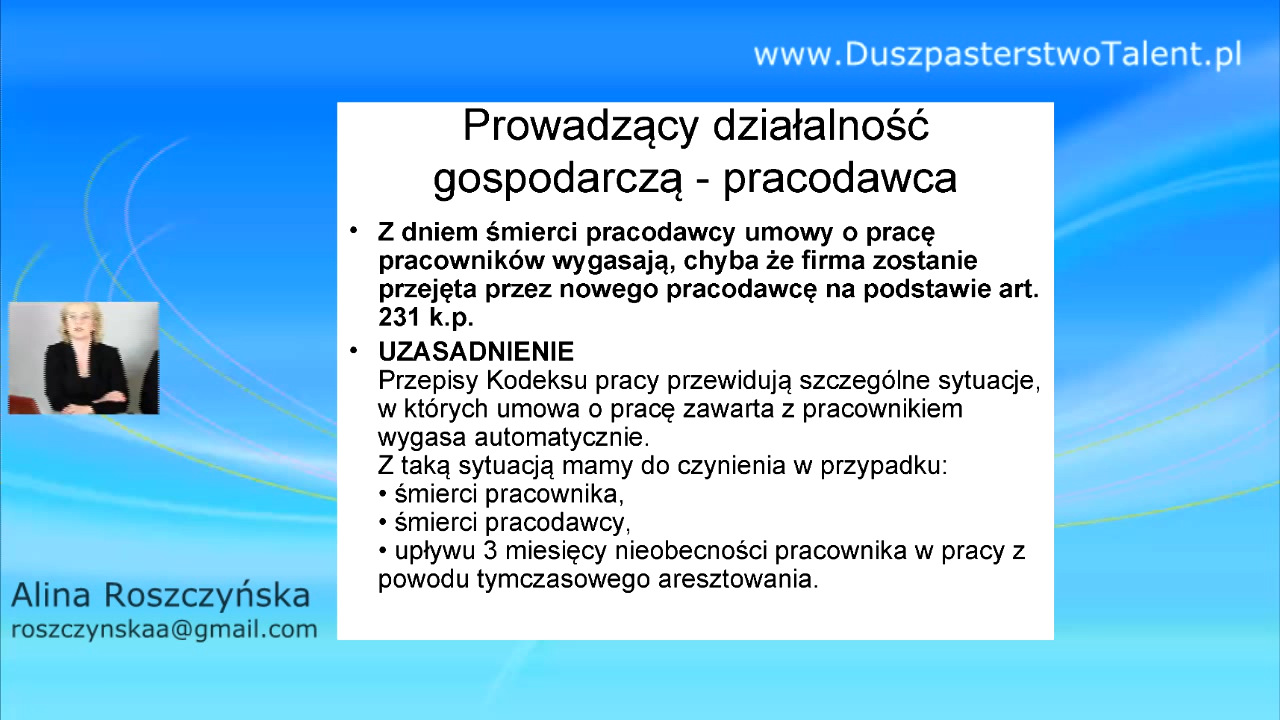 www.DuszpasterstwoTalent.pl
Prowadzący działalność
gospodarczą - pracodawca
• Z dniem śmierci pracodawcy umowy o pracę
pracowników wygasają, chyba że firma zostanie
przejęta przez nowego pracodawcę na podstawie art.
231 k.p.
• UZASADNIENIE
Przepisy Kodeksu pracy przewidują szczególne sytuacje,
w których umowa o pracę zawarta z pracownikiem
wygasa automatycznie.
Z taką sytuacją mamy do czynienia w przypadku:
• śmierci pracownika,
• śmierci pracodawcy,
• upływu 3 miesięcy nieobecności pracownika w pracy z
powodu tymczasowego aresztowania.
Alina Roszczyńska
roszczynskaa@gmail.com